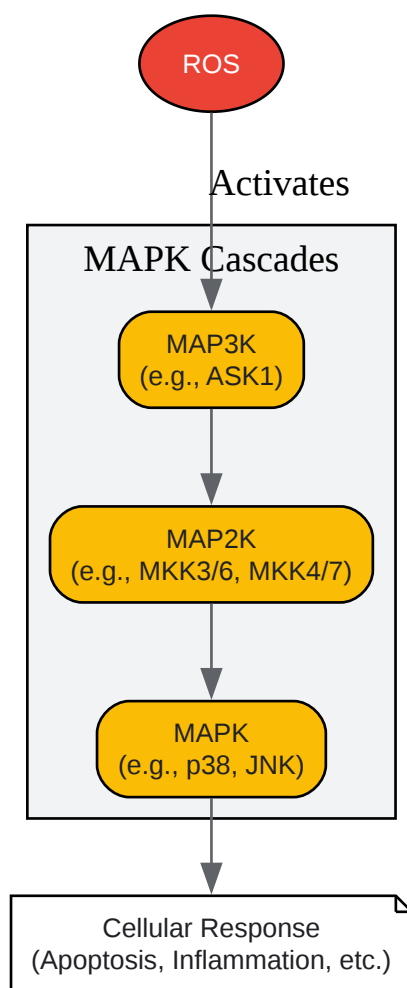 ROS
Activates
MAPK Cascades
MAP3K
(e.g., ASK1)
MAP2K
(e.g., MKK3/6, MKK4/7)
MAPK
(e.g., p38, JNK)
Cellular Response
(Apoptosis, Inflammation, etc.)